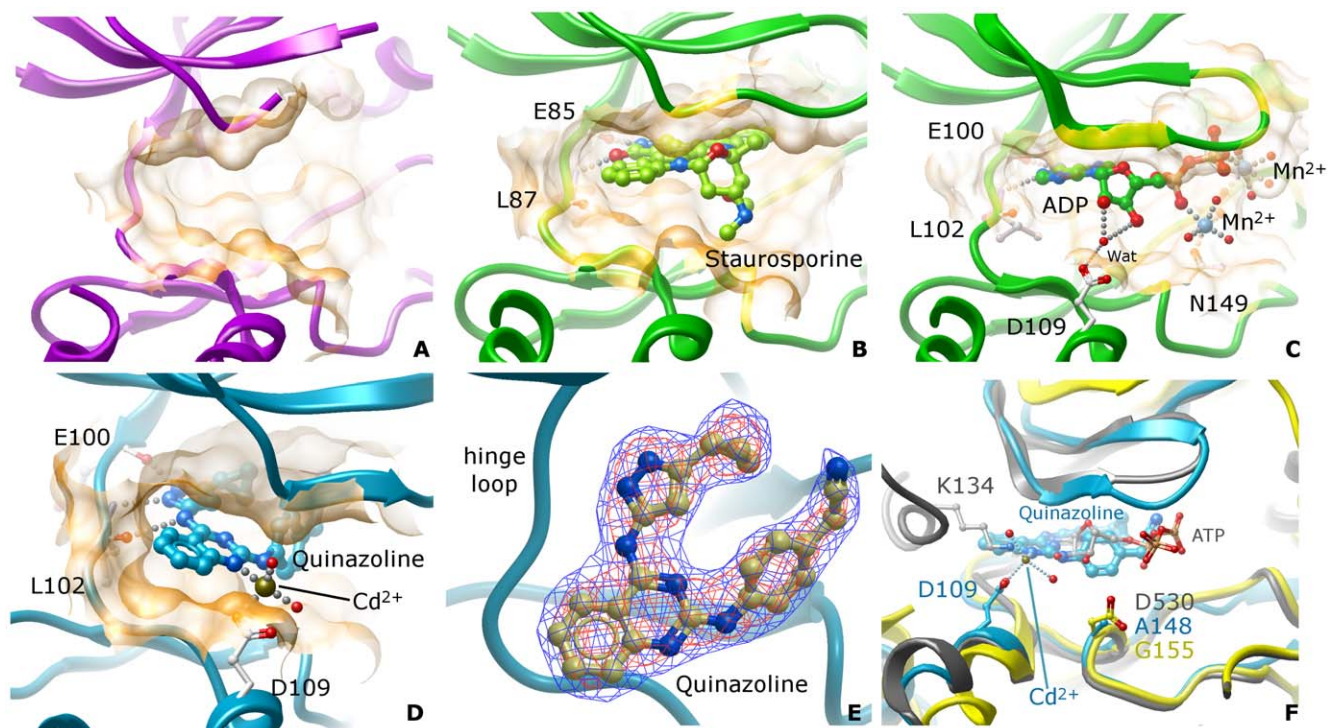 A
E85
L87
Staurosporine
B
E100
Mn2+
ADP
Mn2+
L102
Wat
N149
D109
C
E100
Quinazoline
L102
Cd2+
D109
D
hinge
loop
Quinazoline
E
K134
Quinazoline
ATP
D109
D530
A148
G155
Cd2+
F